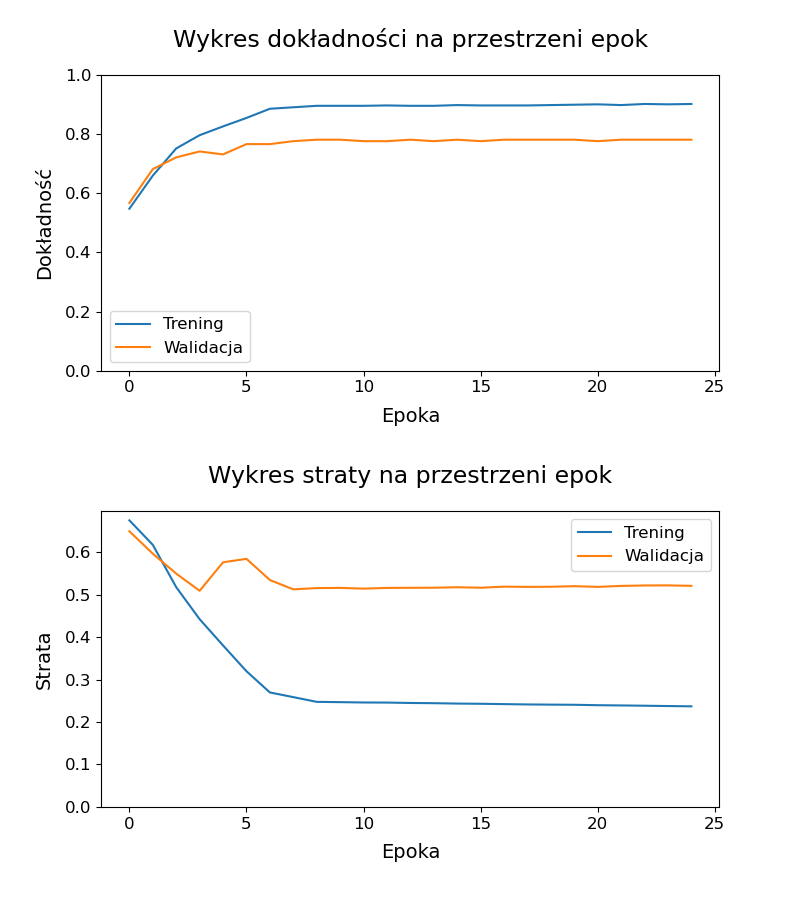 Wykres dokładności na przestrzeni epok
1.0
0.8
0.6
0.4
0.2
0.0
Dokładność
Trening
Walidacja
0 5 10 15 20 25
Epoka
Wykres straty na przestrzeni epok
0.6
0.5
0.4
0.3
0.2
0.1
0.0
Strata
Trening
Walidacja
0 5 10 15 20 25
Epoka